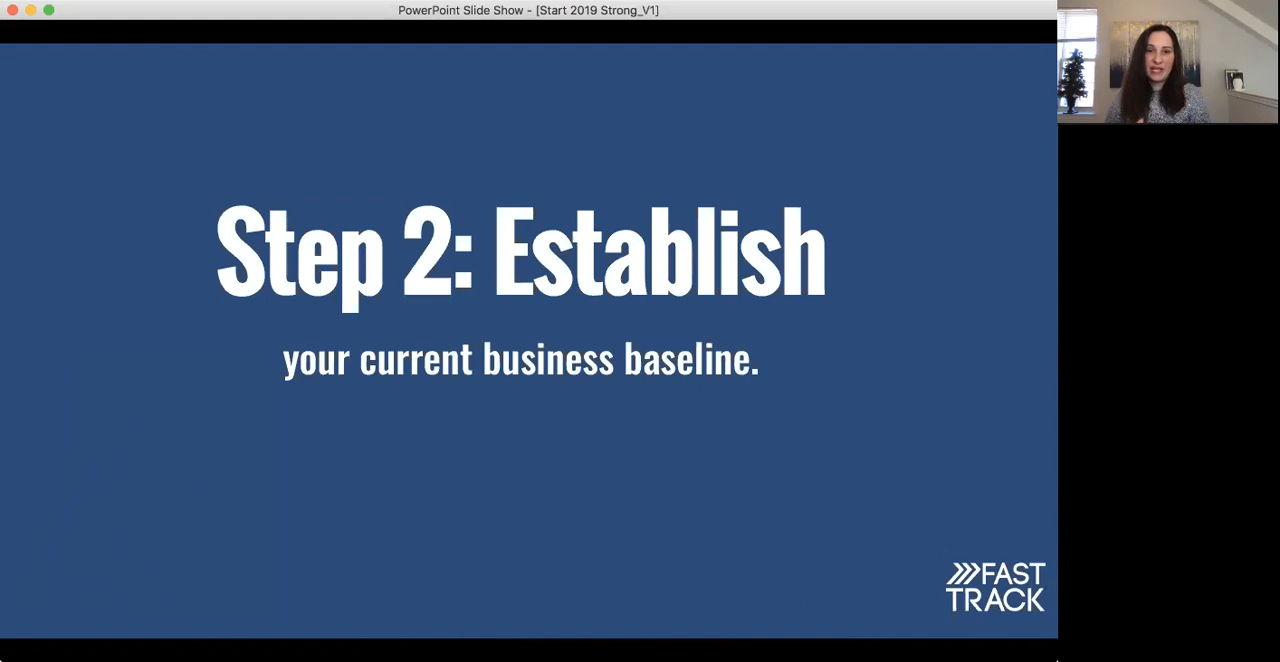 PowerPoint Slide Show - [Start 2019 Strong_V1]
Step 2: Establish
your current business baseline.
FAST
TRACK